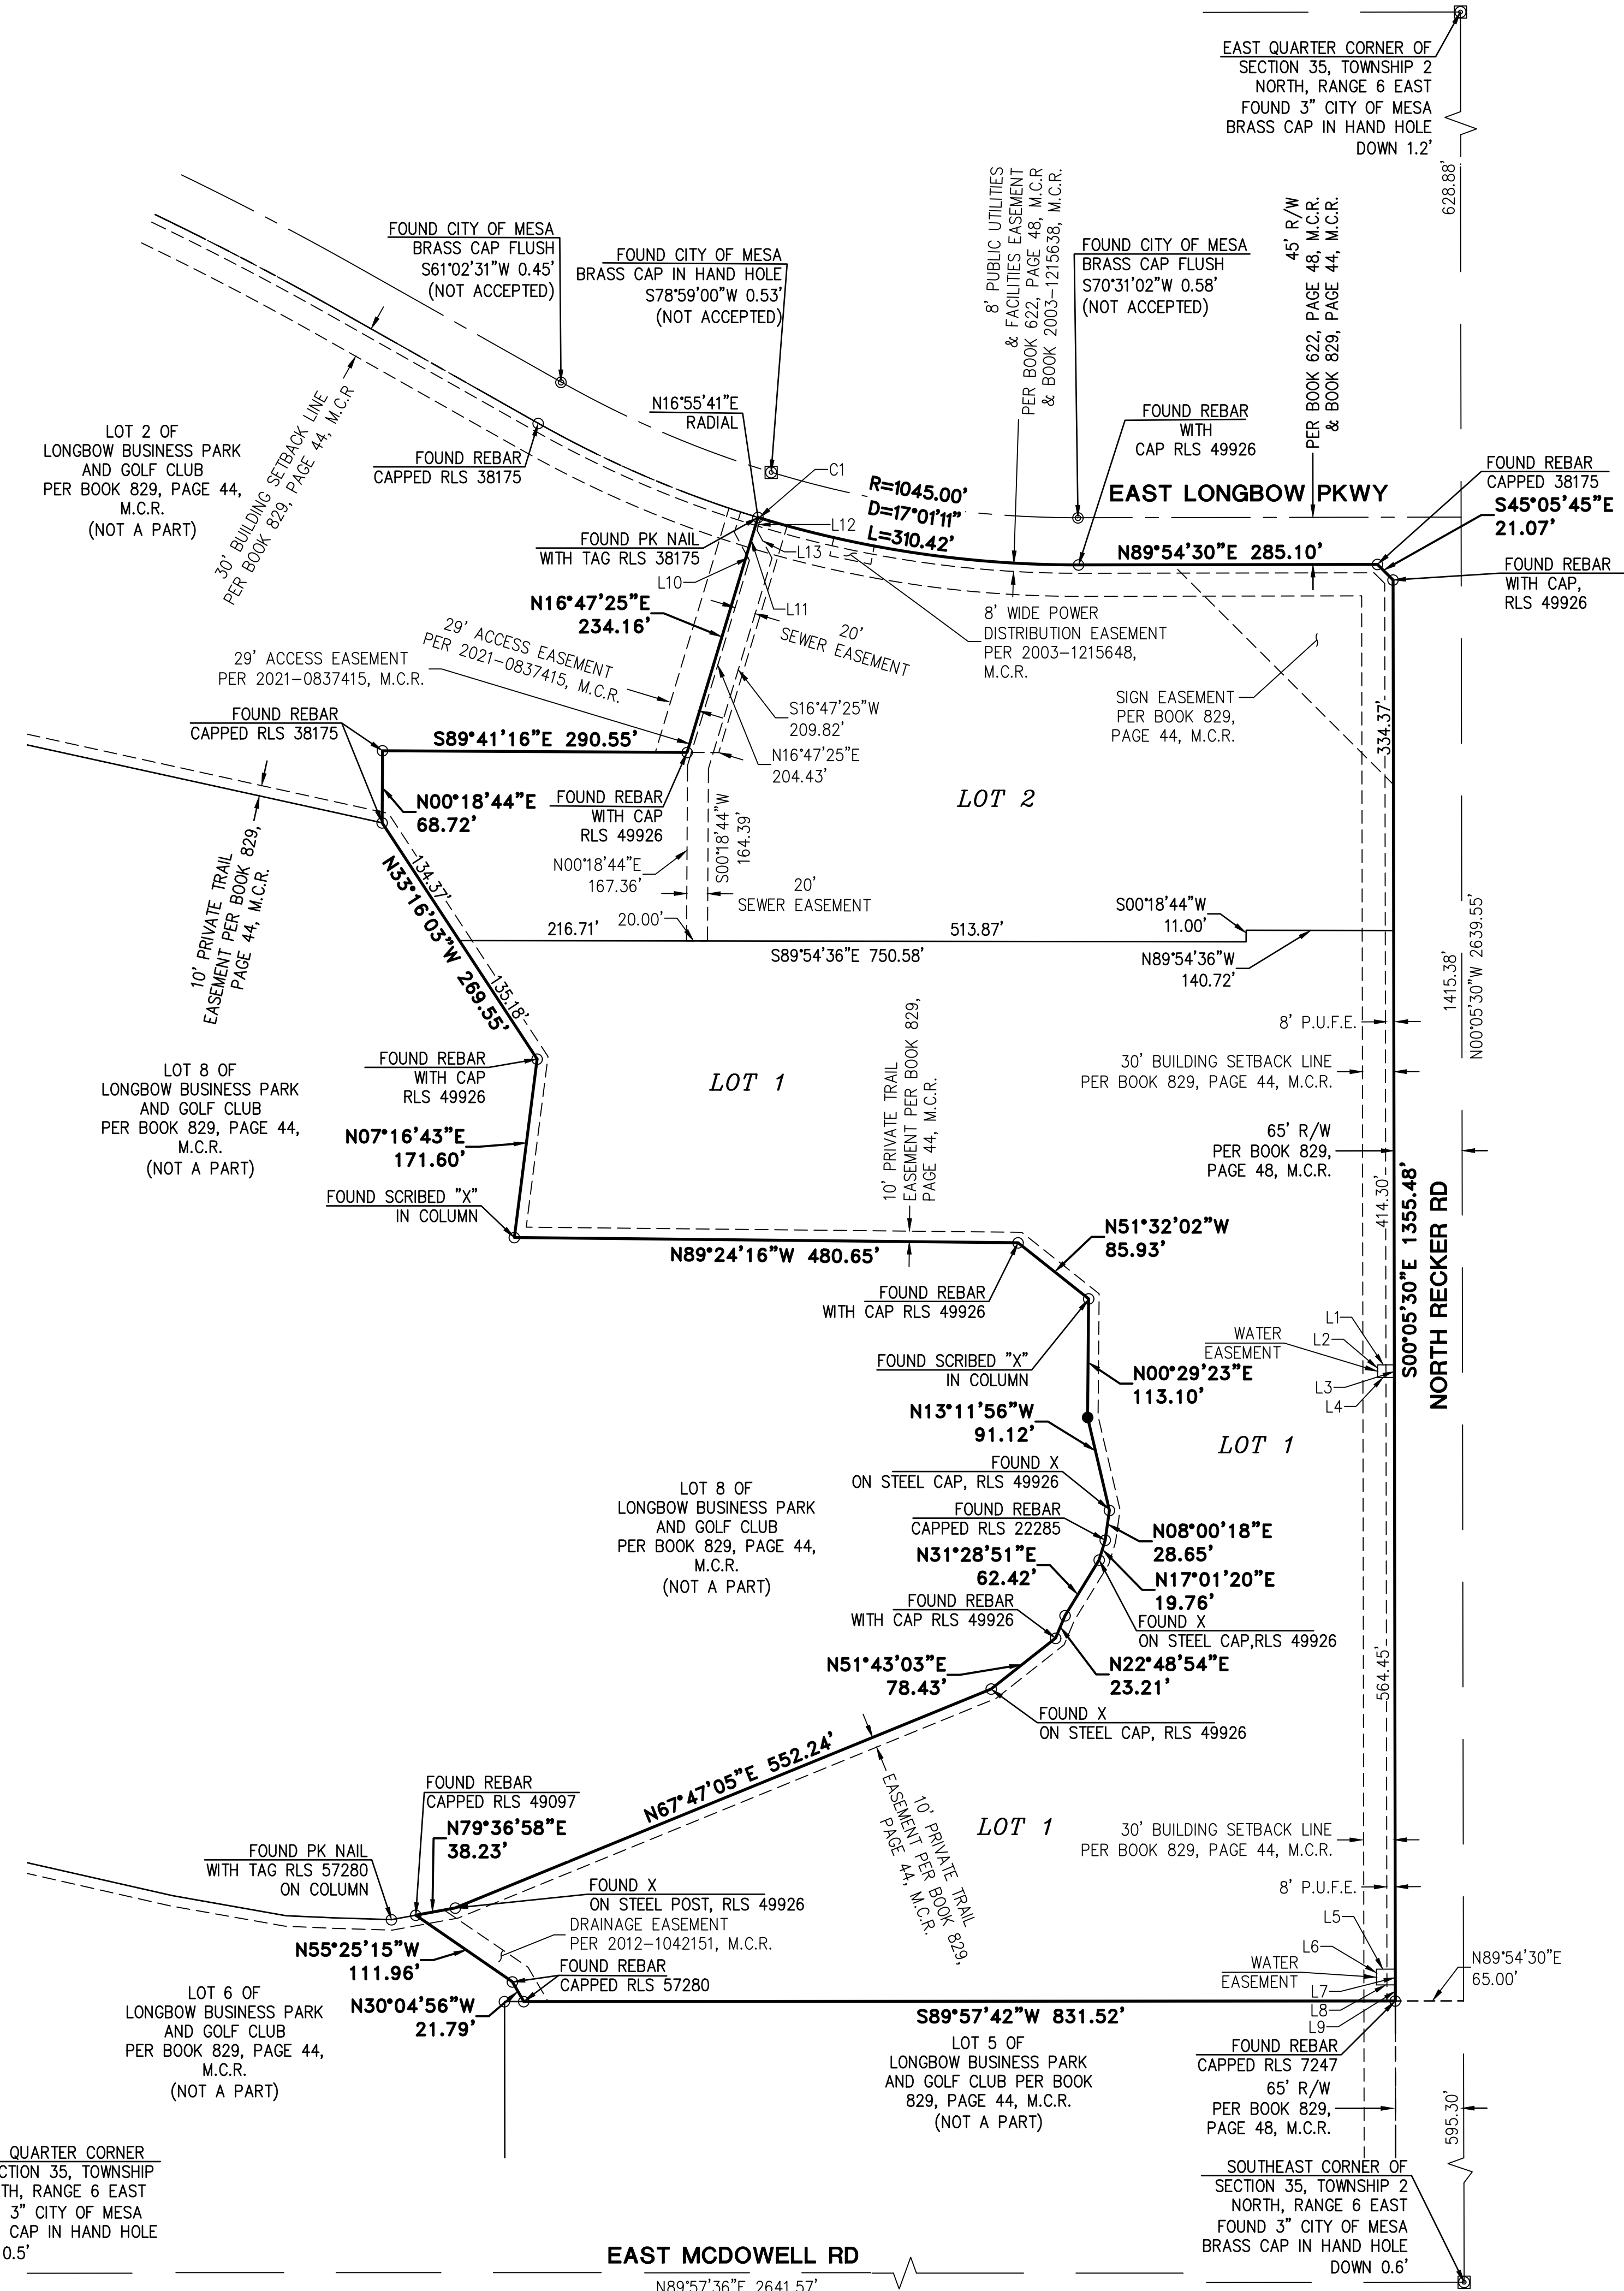 EAST QUARTER CORNER OF
SECTION 35, TOWNSHIP 2
NORTH, RANGE 6 EAST
FOUND 3" CITY OF MESA
BRASS CAP IN HAND HOLE
DOWN 1.2'
628.88'
8' PUBLIC UTILITIES
& FACILITIES EASEMENT
PER BOOK 622, PAGE 48, M.C.R
& BOOK 2003-1215638, M.C.R.
45' R/W
PER BOOK 622, PAGE 48, M.C.R.
& BOOK 829, PAGE 44, M.C.R.
FOUND CITY OF MESA
BRASS CAP FLUSH
S61°02'31"W 0.45'
(NOT ACCEPTED)
FOUND CITY OF MESA
BRASS CAP IN HAND HOLE
S78°59'00"W 0.53'
(NOT ACCEPTED)
FOUND CITY OF MESA
BRASS CAP FLUSH
S70°31'02"W 0.58'
(NOT ACCEPTED)
30' BUILDING SETBACK LINE
PER BOOK 829, PAGE 44, M.C.R
LOT 2 OF
LONGBOW BUSINESS PARK
AND GOLF CLUB
PER BOOK 829, PAGE 44,
M.C.R.
(NOT A PART)
N16°55'41"E
RADIAL
FOUND REBAR
CAPPED RLS 38175
C1
FOUND REBAR
WITH
CAP RLS 49926
R=1045.00'
D=17°01'11"
L=310.42'
EAST LONGBOW PKWY
FOUND REBAR
CAPPED 38175
S45°05'45"E
21.07'
FOUND PK NAIL
WITH TAG RLS 38175
L12
L13
L10
L11
N89°54'30"E 285.10'
FOUND REBAR
WITH CAP,
RLS 49926
N16°47'25"E
234.16'
29' ACCESS EASEMENT
PER 2021-0837415, M.C.R.
20'
SEWER EASEMENT
8' WIDE POWER
DISTRIBUTION EASEMENT
PER 2003-1215648,
M.C.R.
29' ACCESS EASEMENT
PER 2021-0837415, M.C.R.
SIGN EASEMENT
PER BOOK 829,
PAGE 44, M.C.R.
334.37'
FOUND REBAR
CAPPED RLS 38175
S89°41'16"E 290.55'
S16°47'25"W
209.82'
N16°47'25"E
204.43'
LOT 2
N00°18'44"E
68.72'
FOUND REBAR
WITH CAP
RLS 49926
10' PRIVATE TRAIL
EASEMENT PER BOOK 829,
PAGE 44, M.C.R.
134.37'
N33°16'03"W 269.55'
135.18'
N00°18'44"E
167.36'
S00°18'44"W
164.39'
20'
SEWER EASEMENT
216.71'
20.00'
513.87'
S89°54'36"E 750.58'
S00°18'44"W
11.00'
N89°54'36"W
140.72'
1415.38'
N00°05'30"W 2639.55'
8' P.U.F.E.
30' BUILDING SETBACK LINE
PER BOOK 829, PAGE 44, M.C.R.
65' R/W
PER BOOK 829,
PAGE 48, M.C.R.
LOT 8 OF
LONGBOW BUSINESS PARK
AND GOLF CLUB
PER BOOK 829, PAGE 44,
M.C.R.
(NOT A PART)
FOUND REBAR
WITH CAP
RLS 49926
LOT 1
10' PRIVATE TRAIL
EASEMENT PER BOOK 829,
PAGE 44, M.C.R.
N07°16'43"E
171.60'
FOUND SCRIBED "X"
IN COLUMN
N89°24'16"W 480.65'
N51°32'02"W
85.93'
414.30'
S00°05'30"E 1355.48'
NORTH RECKER RD
FOUND REBAR
WITH CAP RLS 49926
L1
L2
WATER
EASEMENT
L3
L4
FOUND SCRIBED "X"
IN COLUMN
N00°29'23"E
113.10'
N13°11'56"W
91.12'
LOT 1
FOUND X
ON STEEL CAP, RLS 49926
LOT 8 OF
LONGBOW BUSINESS PARK
AND GOLF CLUB
PER BOOK 829, PAGE 44,
M.C.R.
(NOT A PART)
FOUND REBAR
CAPPED RLS 22285
N08°00'18"E
28.65'
N31°28'51"E
62.42'
N17°01'20"E
19.76'
FOUND REBAR
WITH CAP RLS 49926
FOUND X
ON STEEL CAP,RLS 49926
N51°43'03"E
78.43'
N22°48'54"E
23.21'
564.45'
FOUND X
ON STEEL CAP, RLS 49926
N67°47'05"E 552.24'
FOUND REBAR
CAPPED RLS 49097
N79°36'58"E
38.23'
10' PRIVATE TRAIL
EASEMENT PER BOOK 829,
PAGE 44, M.C.R.
LOT 1
30' BUILDING SETBACK LINE
PER BOOK 829, PAGE 44, M.C.R.
FOUND PK NAIL
WITH TAG RLS 57280
ON COLUMN
FOUND X
ON STEEL POST, RLS 49926
DRAINAGE EASEMENT
PER 2012-1042151, M.C.R.
8' P.U.F.E.
N55°25'15"W
111.96'
FOUND REBAR
CAPPED RLS 57280
L5
L6
WATER
EASEMENT
L7
L8
L9
N89°54'30"E
65.00'
LOT 6 OF
LONGBOW BUSINESS PARK
AND GOLF CLUB
PER BOOK 829, PAGE 44,
M.C.R.
(NOT A PART)
N30°04'56"W
21.79'
S89°57'42"W 831.52'
LOT 5 OF
LONGBOW BUSINESS PARK
AND GOLF CLUB PER BOOK
829, PAGE 44, M.C.R.
(NOT A PART)
FOUND REBAR
CAPPED RLS 7247
65' R/W
PER BOOK 829,
PAGE 48, M.C.R.
595.30'
QUARTER CORNER
CTION 35, TOWNSHIP
TH, RANGE 6 EAST
3" CITY OF MESA
CAP IN HAND HOLE
0.5'
SOUTHEAST CORNER OF
SECTION 35, TOWNSHIP 2
NORTH, RANGE 6 EAST
FOUND 3" CITY OF MESA
BRASS CAP IN HAND HOLE
DOWN 0.6'
EAST MCDOWELL RD
N89°57'36"E 2641.57'